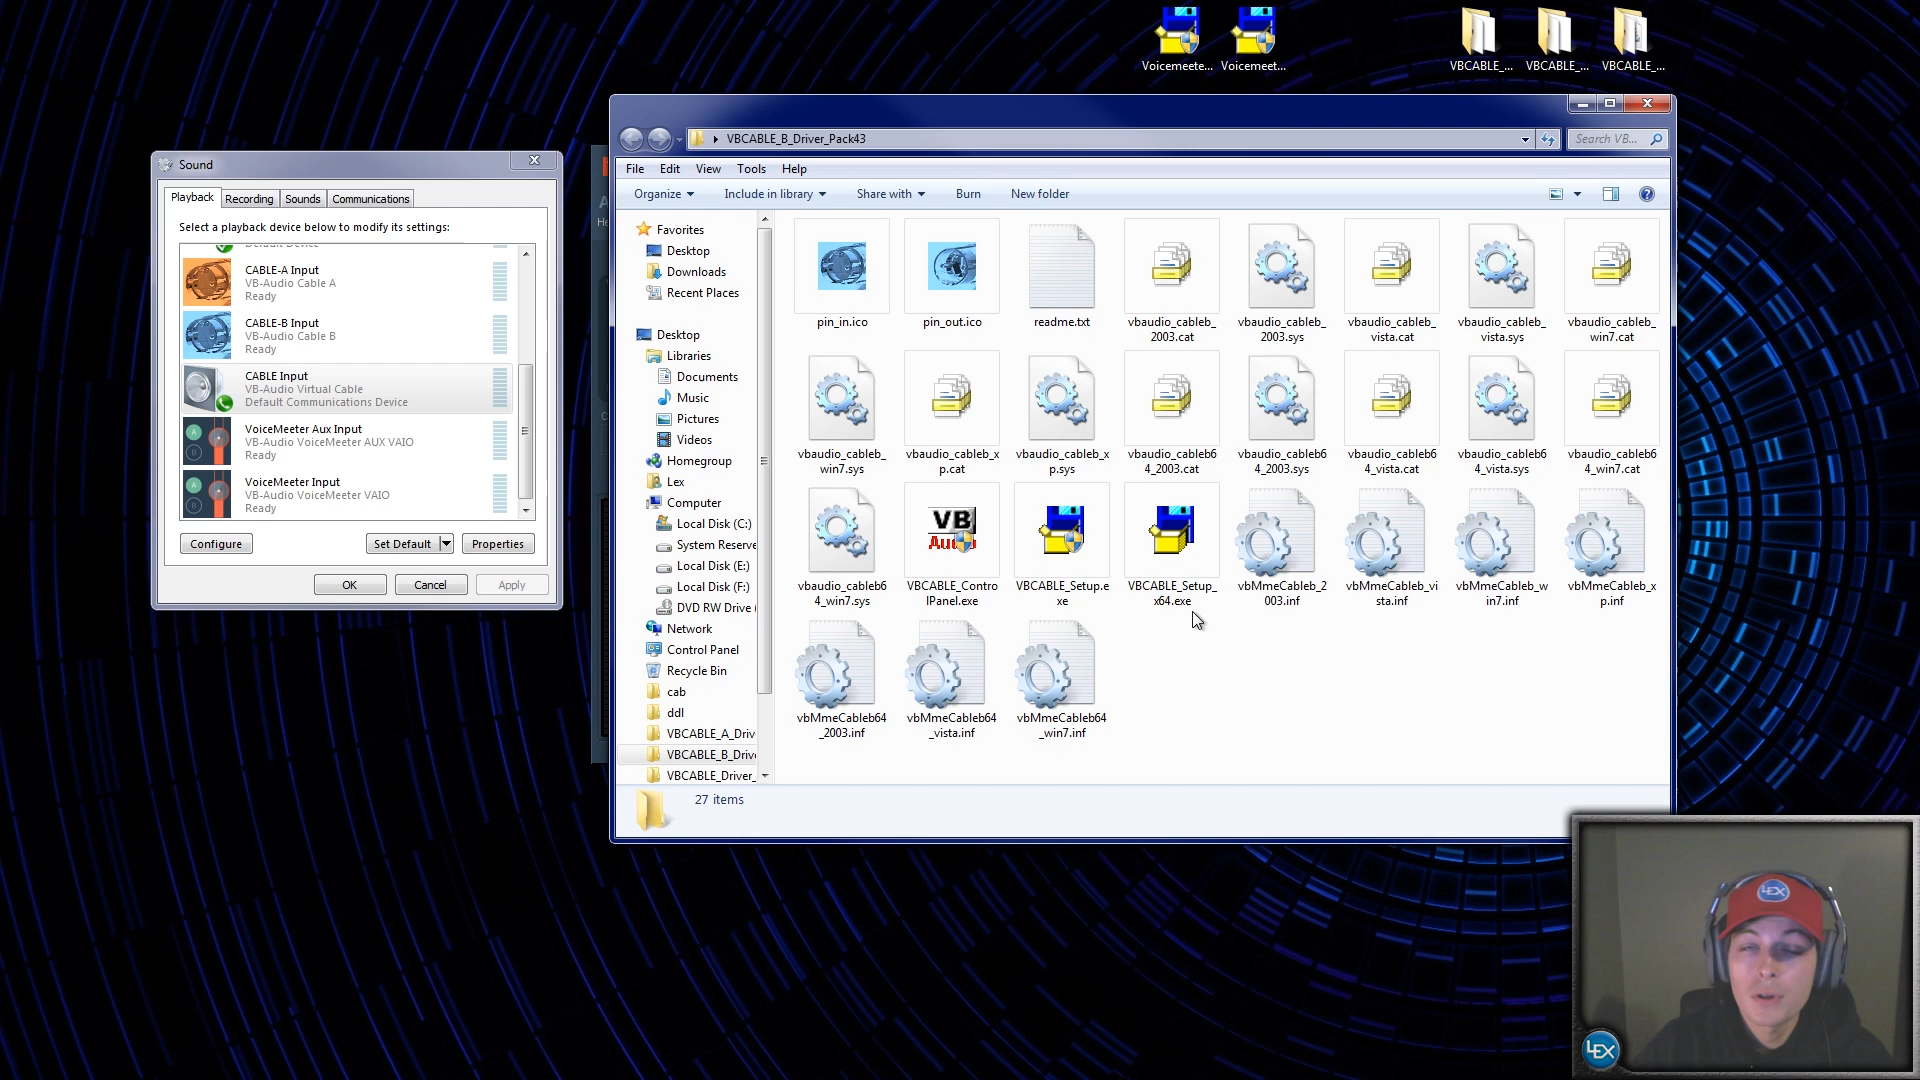 Voicemeete...
Voicemeet...
VBCABLE_...
VBCABLE_...
VBCABLE_...
Sound
Playback
Recording
Sounds
Communications
Select a playback device below to modify its settings:
Default Device
CABLE-A Input
VB-Audio Cable A
Ready
CABLE-B Input
VB-Audio Cable B
Ready
CABLE Input
VB-Audio Virtual Cable
Default Communications Device
VoiceMeeter Aux Input
VB-Audio VoiceMeeter AUX VAIO
Ready
VoiceMeeter Input
VB-Audio VoiceMeeter VAIO
Ready
Configure
Set Default
Properties
OK
Cancel
Apply
VBCABLE_B_Driver_Pack43
Search VB...
File
Edit
View
Tools
Help
Organize
Include in library
Share with
Burn
New folder
Favorites
Desktop
Downloads
Recent Places
Desktop
Libraries
Documents
Music
Pictures
Videos
Homegroup
Lex
Computer
Local Disk (C:)
System Reserve
Local Disk (E:)
Local Disk (F:)
DVD RW Drive (
Network
Control Panel
Recycle Bin
cab
ddl
VBCABLE_A_Driv
VBCABLE_B_Driv
VBCABLE_Driver_
pin_in.ico
pin_out.ico
readme.txt
vbaudio_cableb_
2003.cat
vbaudio_cableb_
2003.sys
vbaudio_cableb_
vista.cat
vbaudio_cableb_
vista.sys
vbaudio_cableb_
win7.cat
vbaudio_cableb_
win7.sys
vbaudio_cableb_x
p.cat
vbaudio_cableb_x
p.sys
vbaudio_cableb6
4_2003.cat
vbaudio_cableb6
4_2003.sys
vbaudio_cableb6
4_vista.cat
vbaudio_cableb6
4_vista.sys
vbaudio_cableb6
4_win7.cat
VB
Audio
vbaudio_cableb6
4_win7.sys
VBCABLE_Contro
lPanel.exe
VBCABLE_Setup.e
xe
VBCABLE_Setup_
x64.exe
vbMmeCableb_2
003.inf
vbMmeCableb_vi
sta.inf
vbMmeCableb_w
in7.inf
vbMmeCableb_x
p.inf
vbMmeCableb64
_2003.inf
vbMmeCableb64
_vista.inf
vbMmeCableb64
_win7.inf
27 items
LEX
LEX